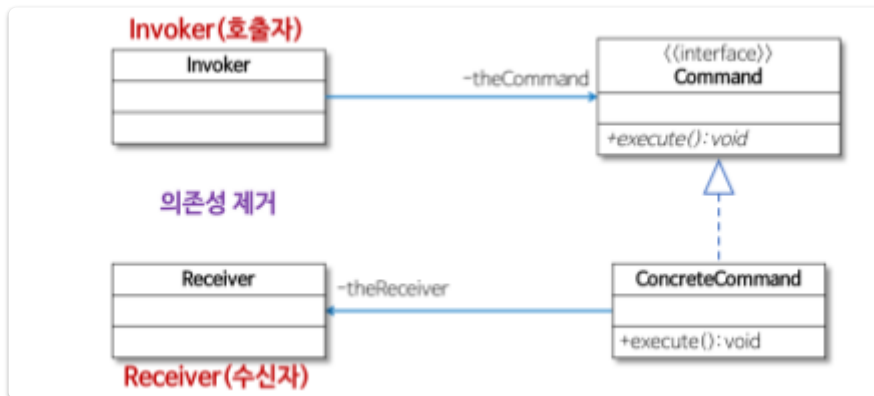 Invoker(호출자)
Invoker
-theCommand
《interface》
Command
+execute():void
의존성 제거
Receiver
-theReceiver
ConcreteCommand
+execute():void
Receiver(수신자)